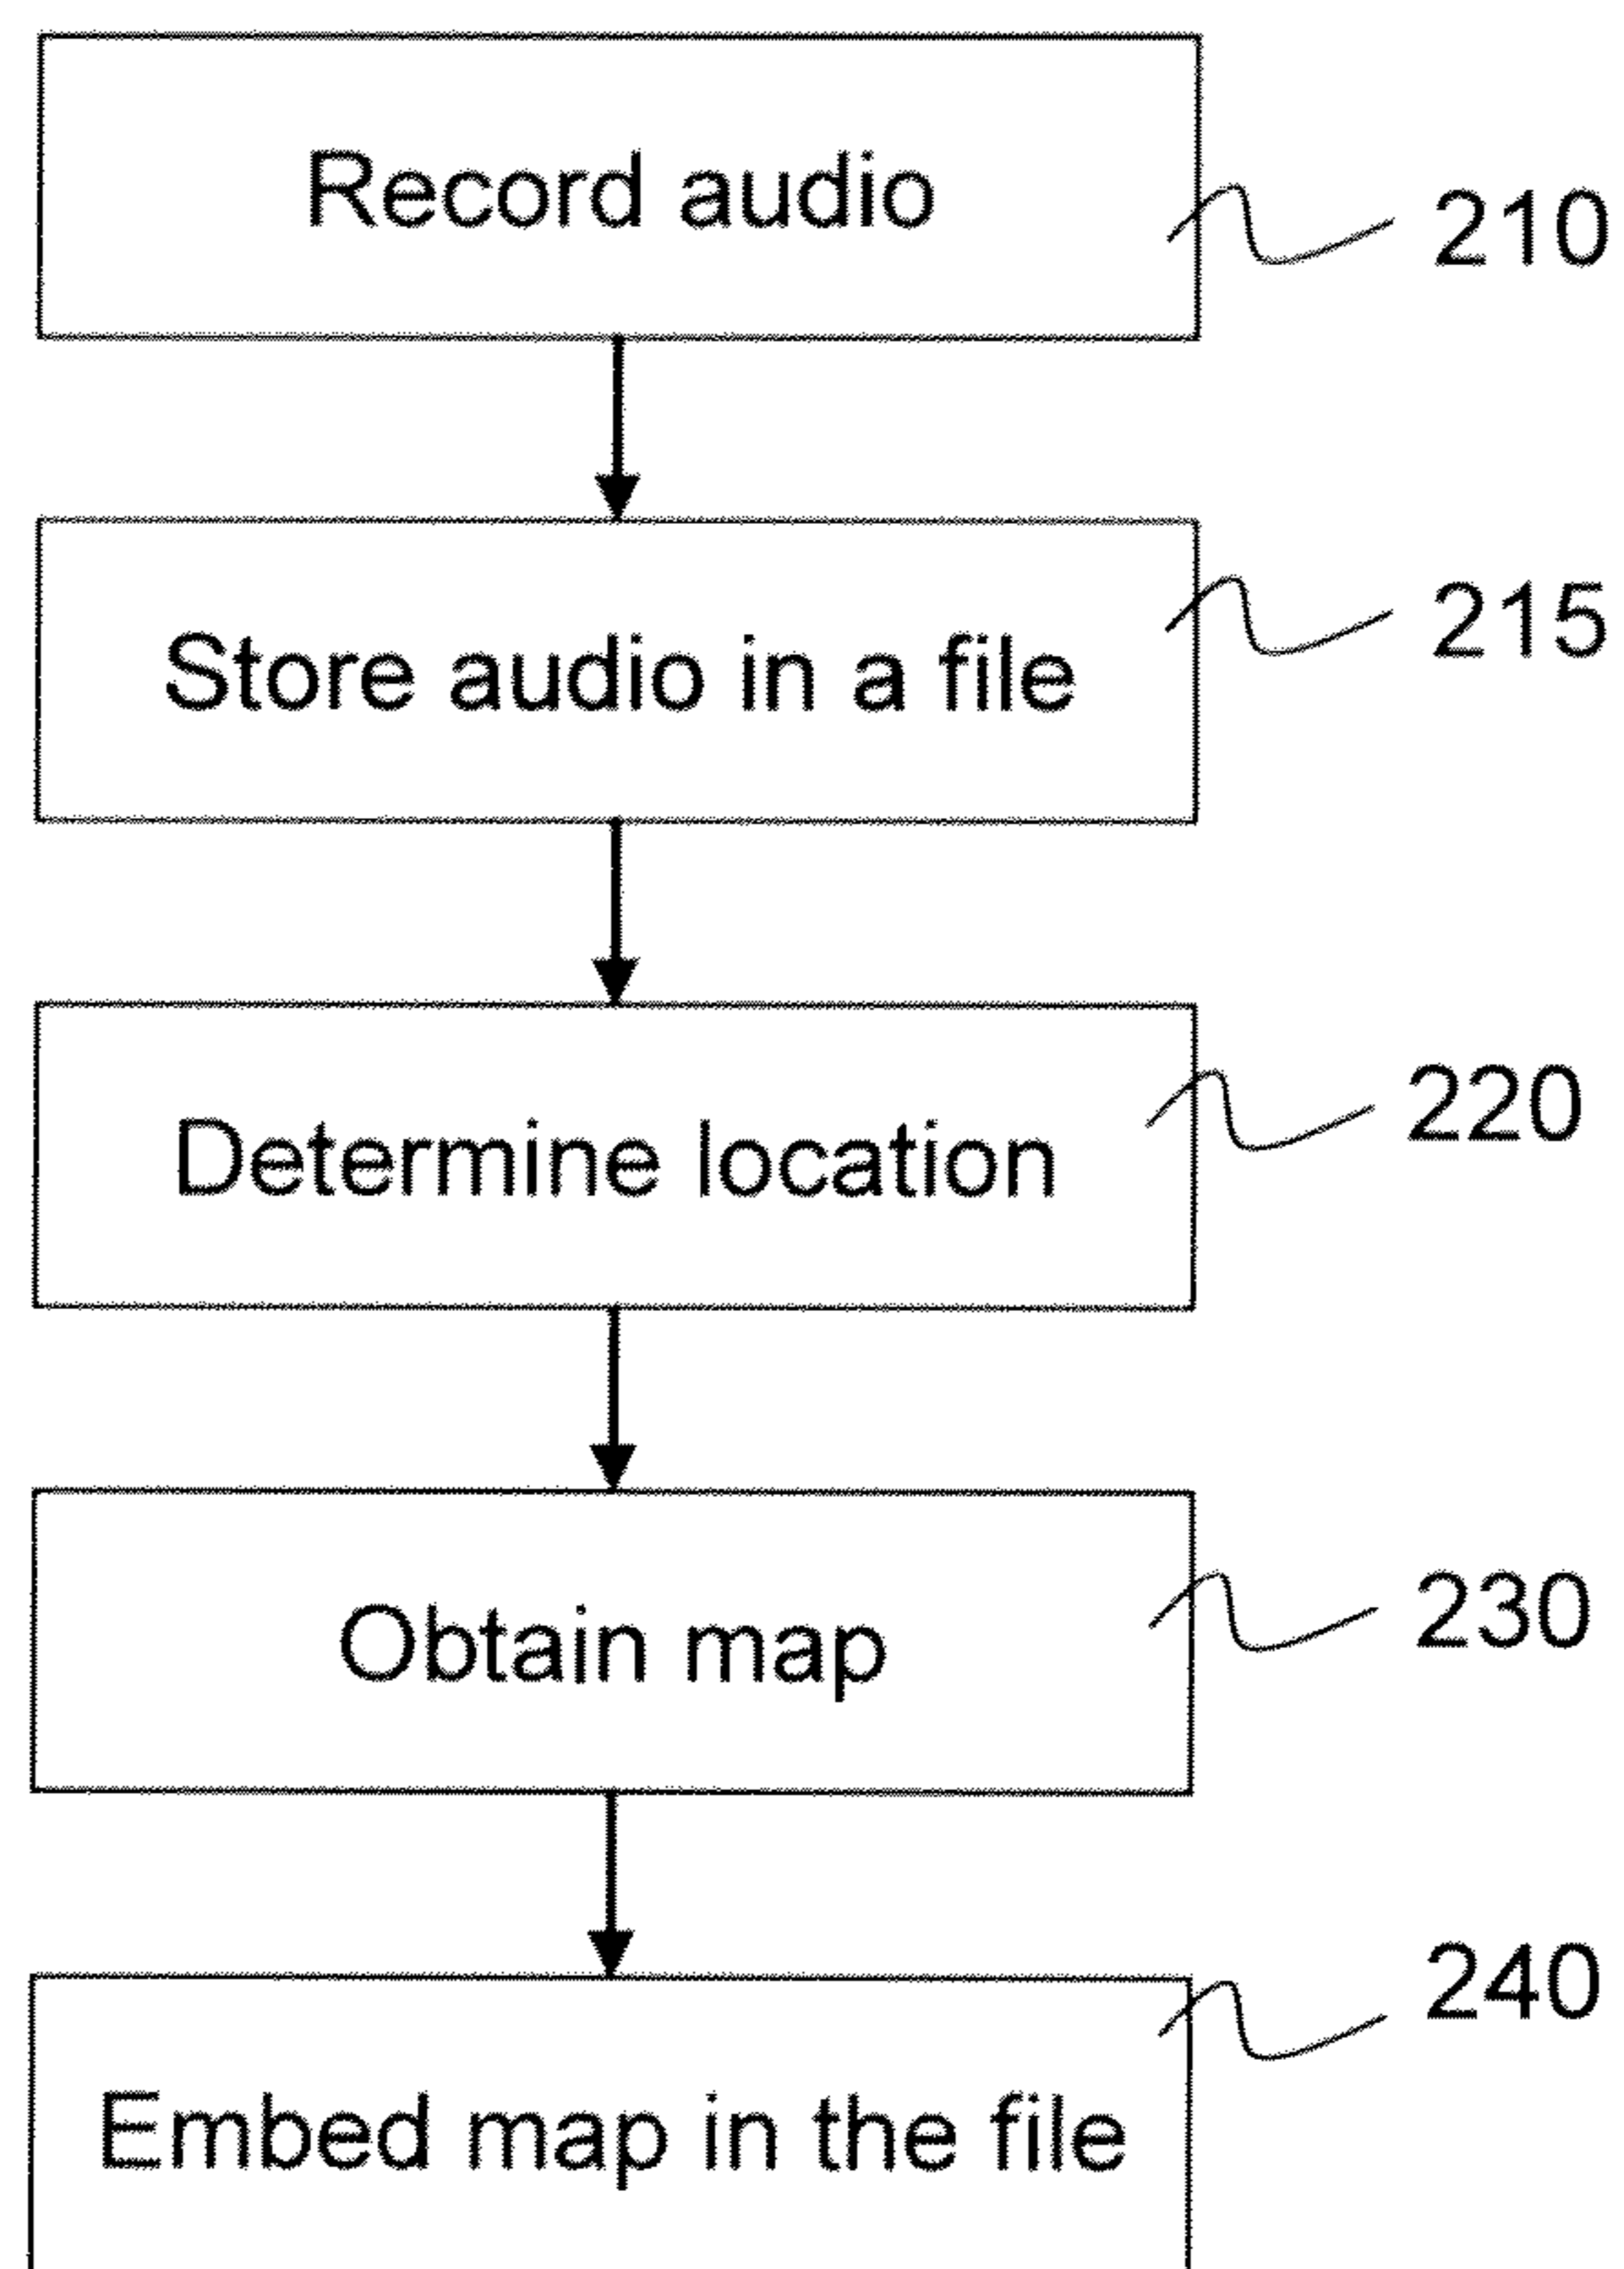 Record audio
210
Store audio in a file
215
Determine location
220
Obtain map
230
Embed map in the file
240